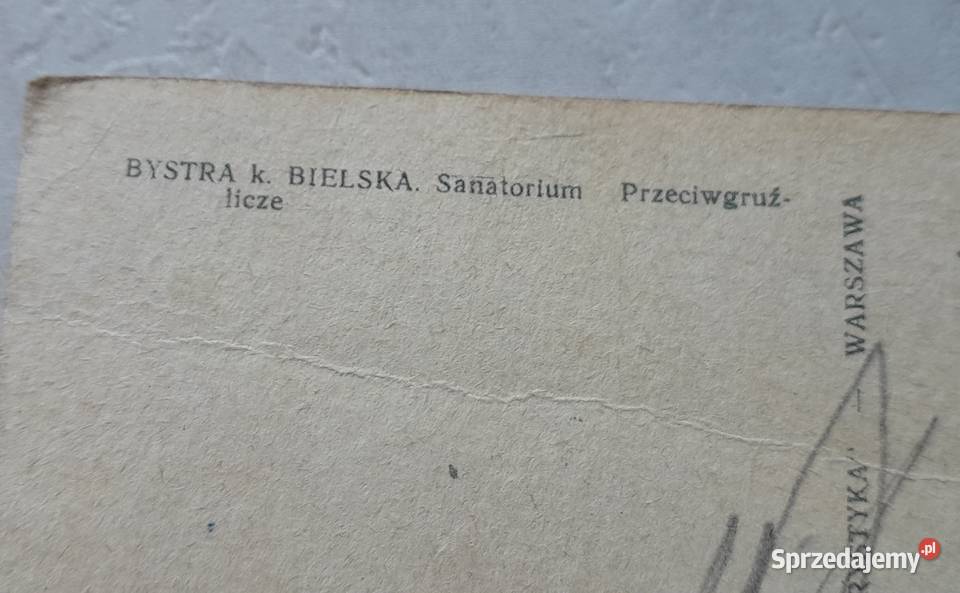 BYSTRA k. BIELSKA. Sanatorium Przeciwgruź-
licze
WARSZAWA
Sprzedajemy.pl